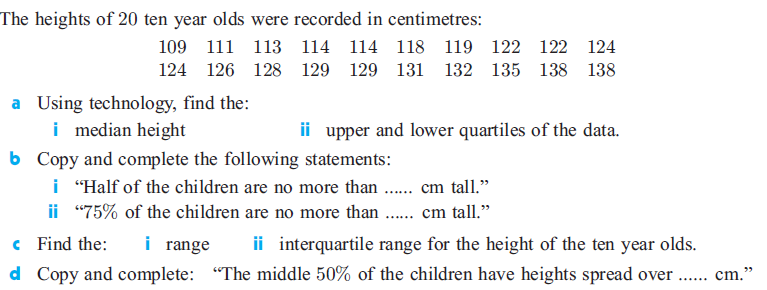 The heights of 20 ten year olds were recorded in centimetres:
109 111 113 114 114 118 119 122 122 124
124 126 128 129 129 131 132 135 138 138
a Using technology, find the:
i median height ii upper and lower quartiles of the data.
b Copy and complete the following statements:
i “Half of the children are no more than ...... cm tall.”
ii “75% of the children are no more than ...... cm tall.”
c Find the: i range ii interquartile range for the height of the ten year olds.
d Copy and complete: “The middle 50% of the children have heights spread over ...... cm.”